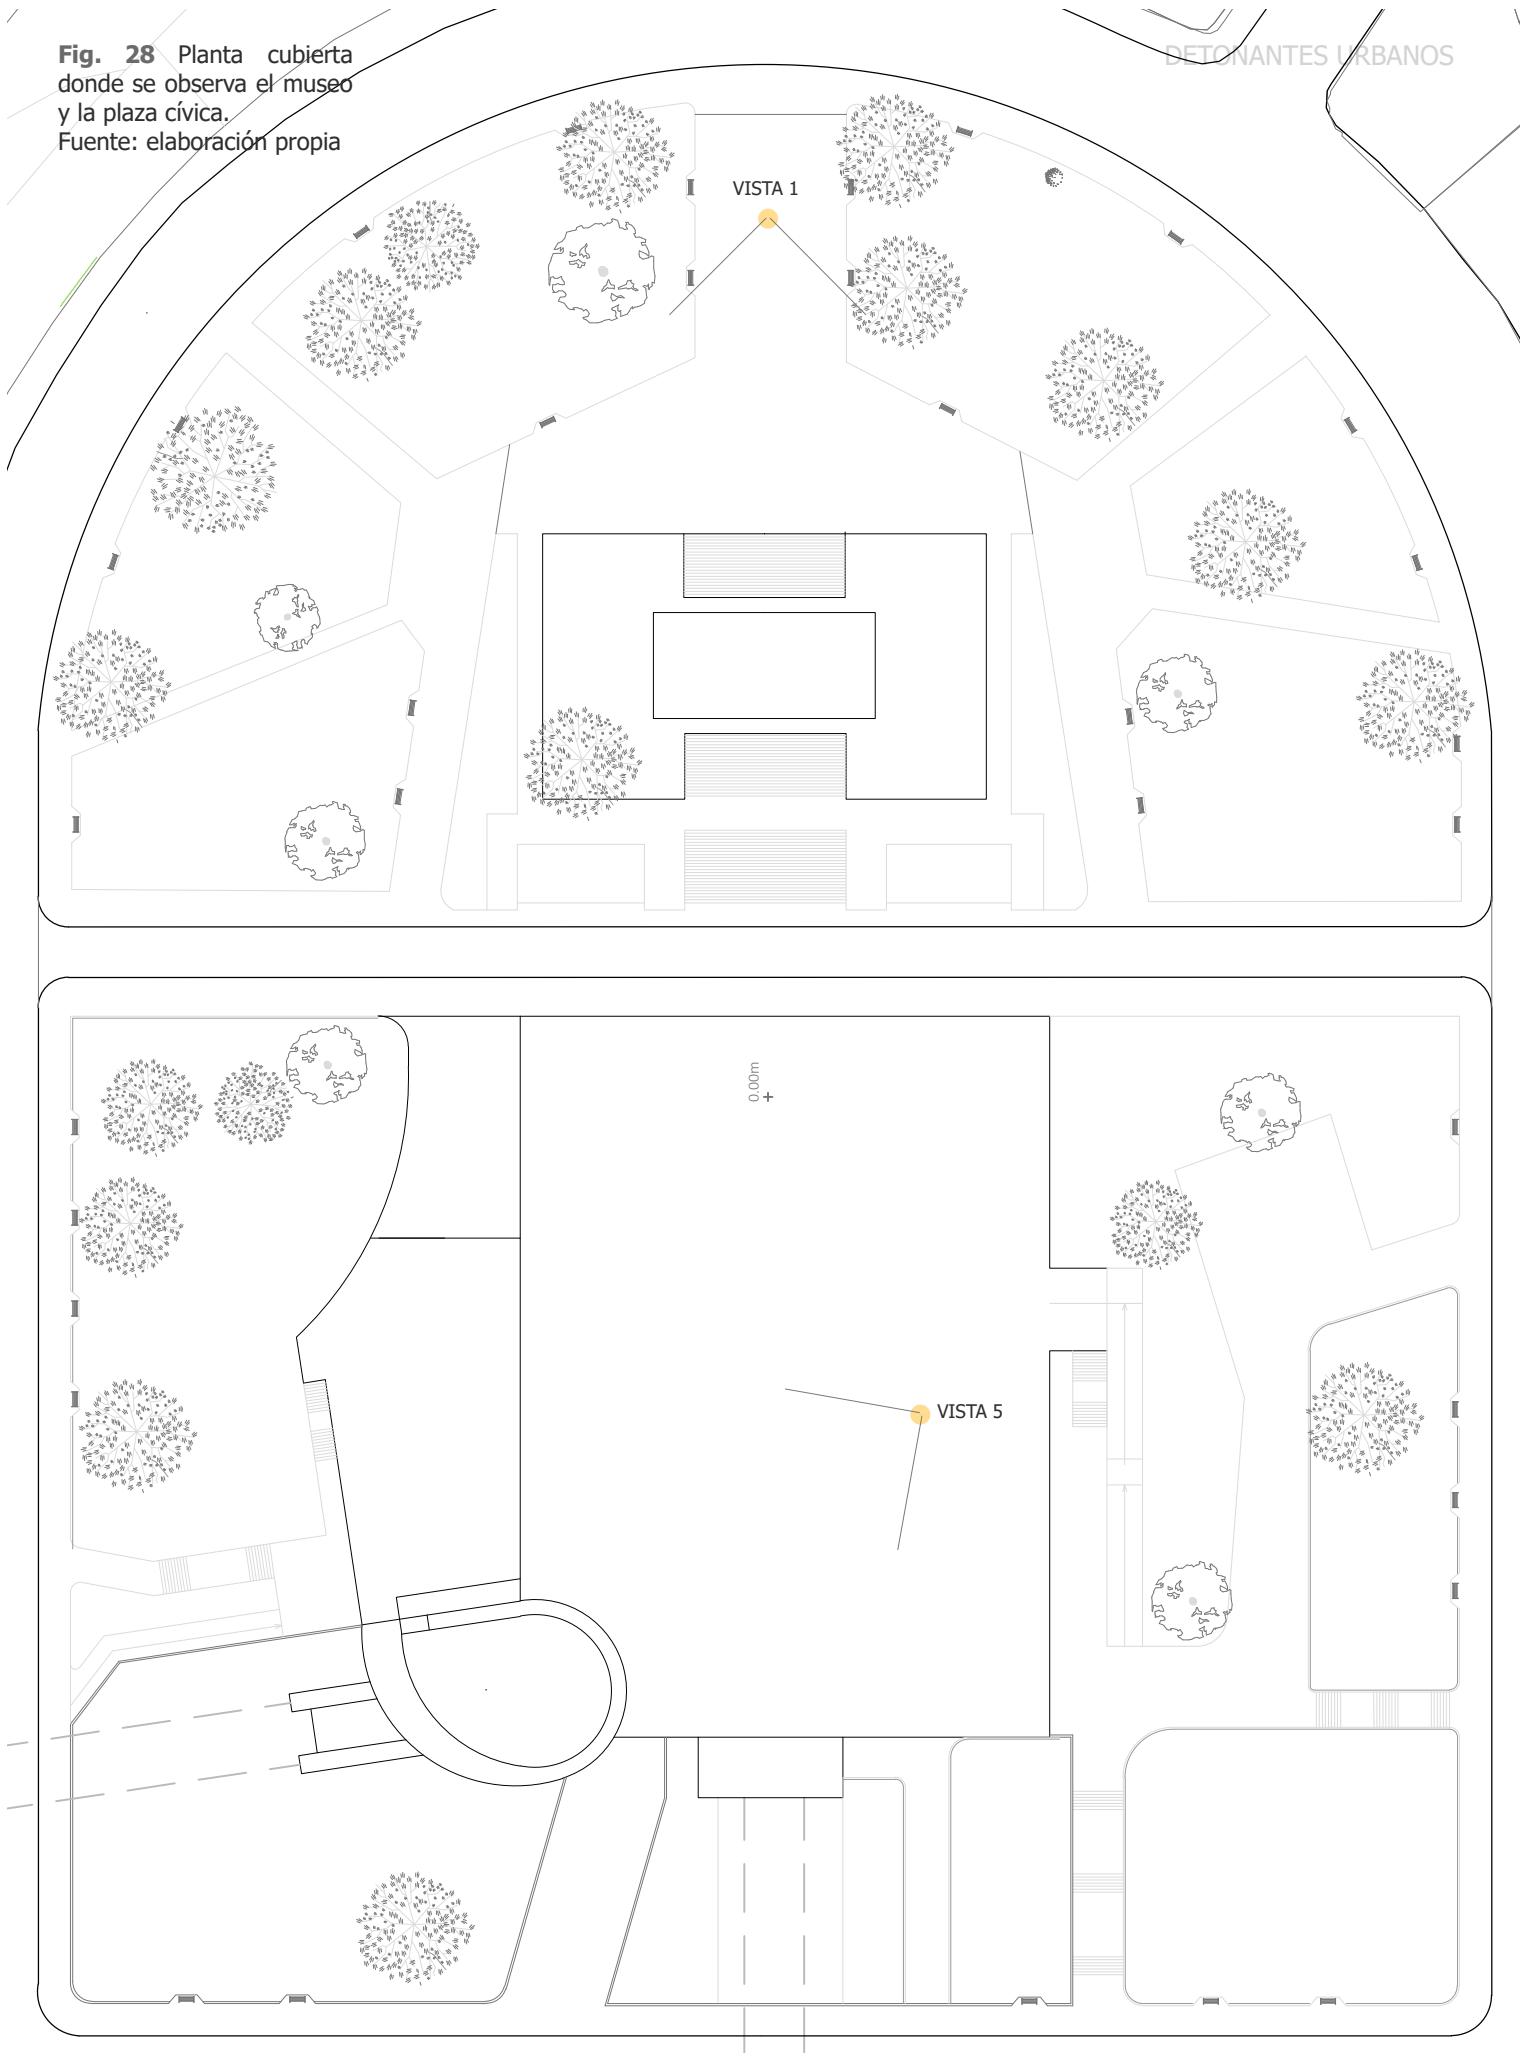 Fig. 28 Planta cubierta
donde se observa el museo
y la plaza cívica.
Fuente: elaboración propia
DETONANTES URBANOS
VISTA 1
0.00m
VISTA 5